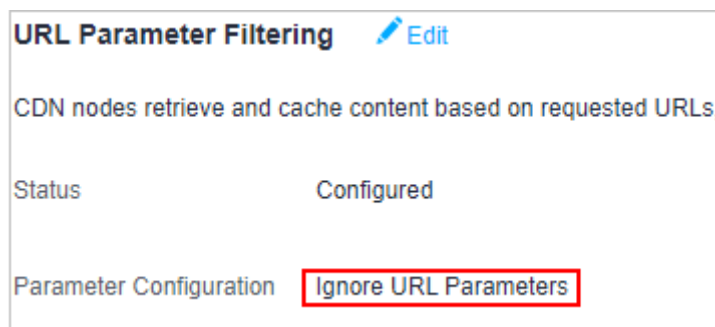 URL Parameter Filtering Edit
CDN nodes retrieve and cache content based on requested URLs
Status Configured
Parameter Configuration Ignore URL Parameters